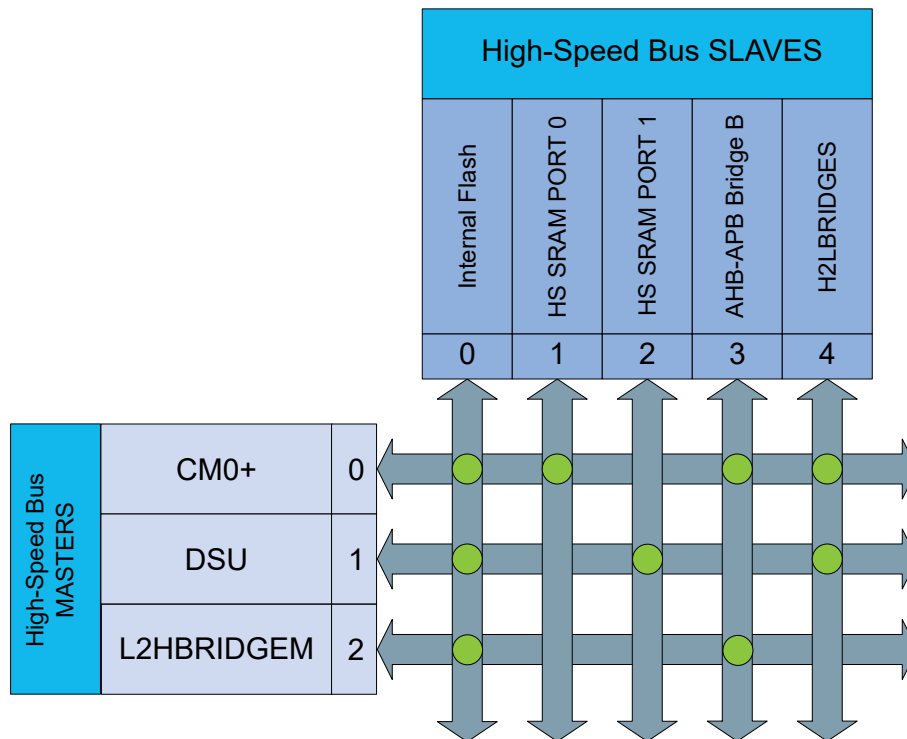 High-Speed Bus SLAVES
Internal Flash
HS SRAM PORT 0
HS SRAM PORT 1
AHB-APB Bridge B
H2LBRIDGES
0
1
2
3
4
High-Speed Bus
MASTERS
CM0+
0
DSU
1
L2HBRIDGEM
2